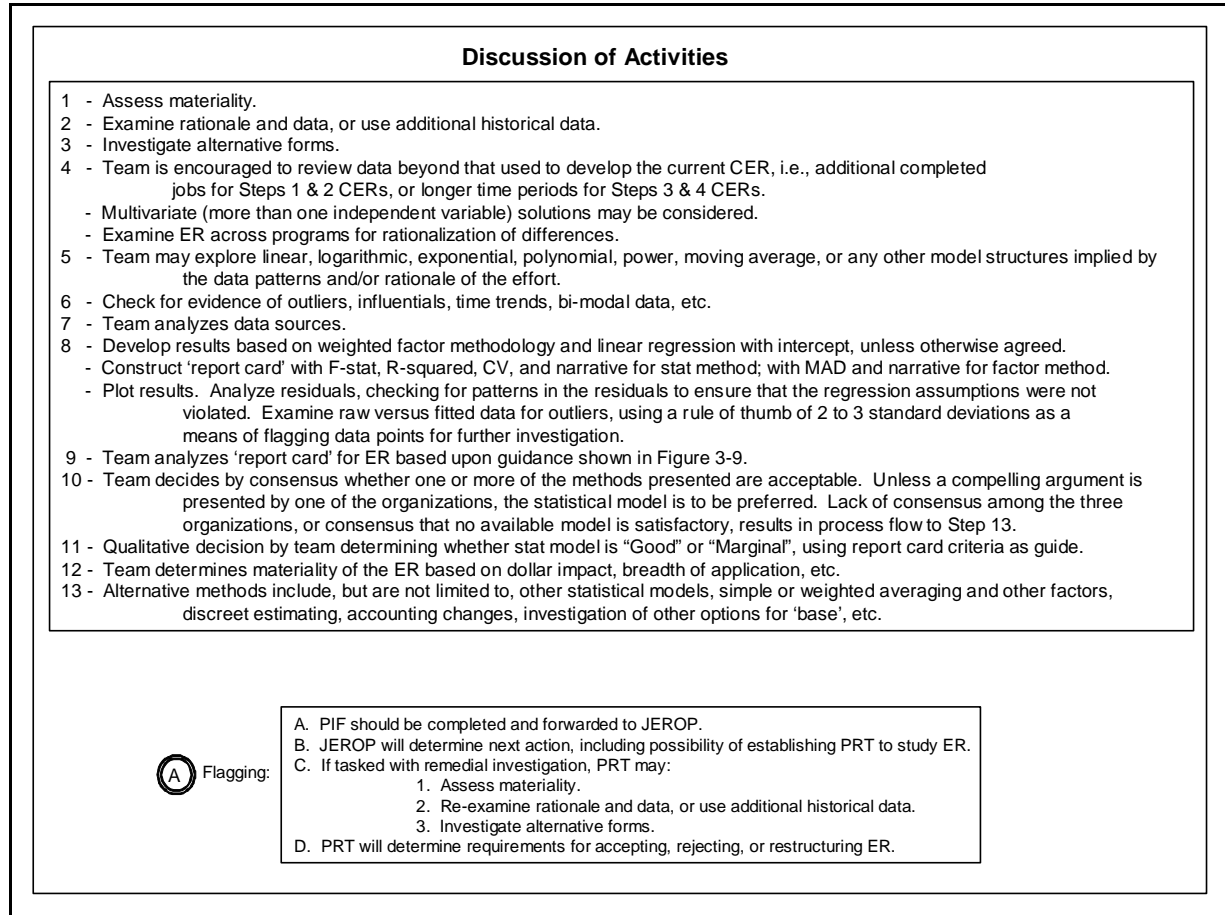 Discussion of Activities
1 - Assess materiality.
2 - Examine rationale and data, or use additional historical data.
3 - Investigate alternative forms.
4 - Team is encouraged to review data beyond that used to develop the current CER, i.e., additional completed
jobs for Steps 1 & 2 CERs, or longer time periods for Steps 3 & 4 CERs.
- Multivariate (more than one independent variable) solutions may be considered.
- Examine ER across programs for rationalization of differences.
5 - Team may explore linear, logarithmic, exponential, polynomial, power, moving average, or any other model structures implied by
the data patterns and/or rationale of the effort.
6 - Check for evidence of outliers, influentials, time trends, bi-modal data, etc.
7 - Team analyzes data sources.
8 - Develop results based on weighted factor methodology and linear regression with intercept, unless otherwise agreed.
- Construct ‘report card’ with F-stat, R-squared, CV, and narrative for stat method; with MAD and narrative for factor method.
- Plot results. Analyze residuals, checking for patterns in the residuals to ensure that the regression assumptions were not
violated. Examine raw versus fitted data for outliers, using a rule of thumb of 2 to 3 standard deviations as a
means of flagging data points for further investigation.
9 - Team analyzes ‘report card’ for ER based upon guidance shown in Figure 3-9.
10 - Team decides by consensus whether one or more of the methods presented are acceptable. Unless a compelling argument is
presented by one of the organizations, the statistical model is to be preferred. Lack of consensus among the three
organizations, or consensus that no available model is satisfactory, results in process flow to Step 13.
11 - Qualitative decision by team determining whether stat model is “Good” or “Marginal”, using report card criteria as guide.
12 - Team determines materiality of the ER based on dollar impact, breadth of application, etc.
13 - Alternative methods include, but are not limited to, other statistical models, simple or weighted averaging and other factors,
discreet estimating, accounting changes, investigation of other options for ‘base’, etc.
A Flagging:
A. PIF should be completed and forwarded to JEROP.
B. JEROP will determine next action, including possibility of establishing PRT to study ER.
C. If tasked with remedial investigation, PRT may:
1. Assess materiality.
2. Re-examine rationale and data, or use additional historical data.
3. Investigate alternative forms.
D. PRT will determine requirements for accepting, rejecting, or restructuring ER.